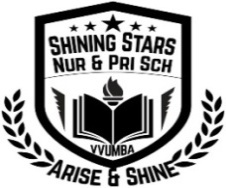 SHINING STARS
NUR & PRI SCH
VVUMBA
ARISE & SHINE